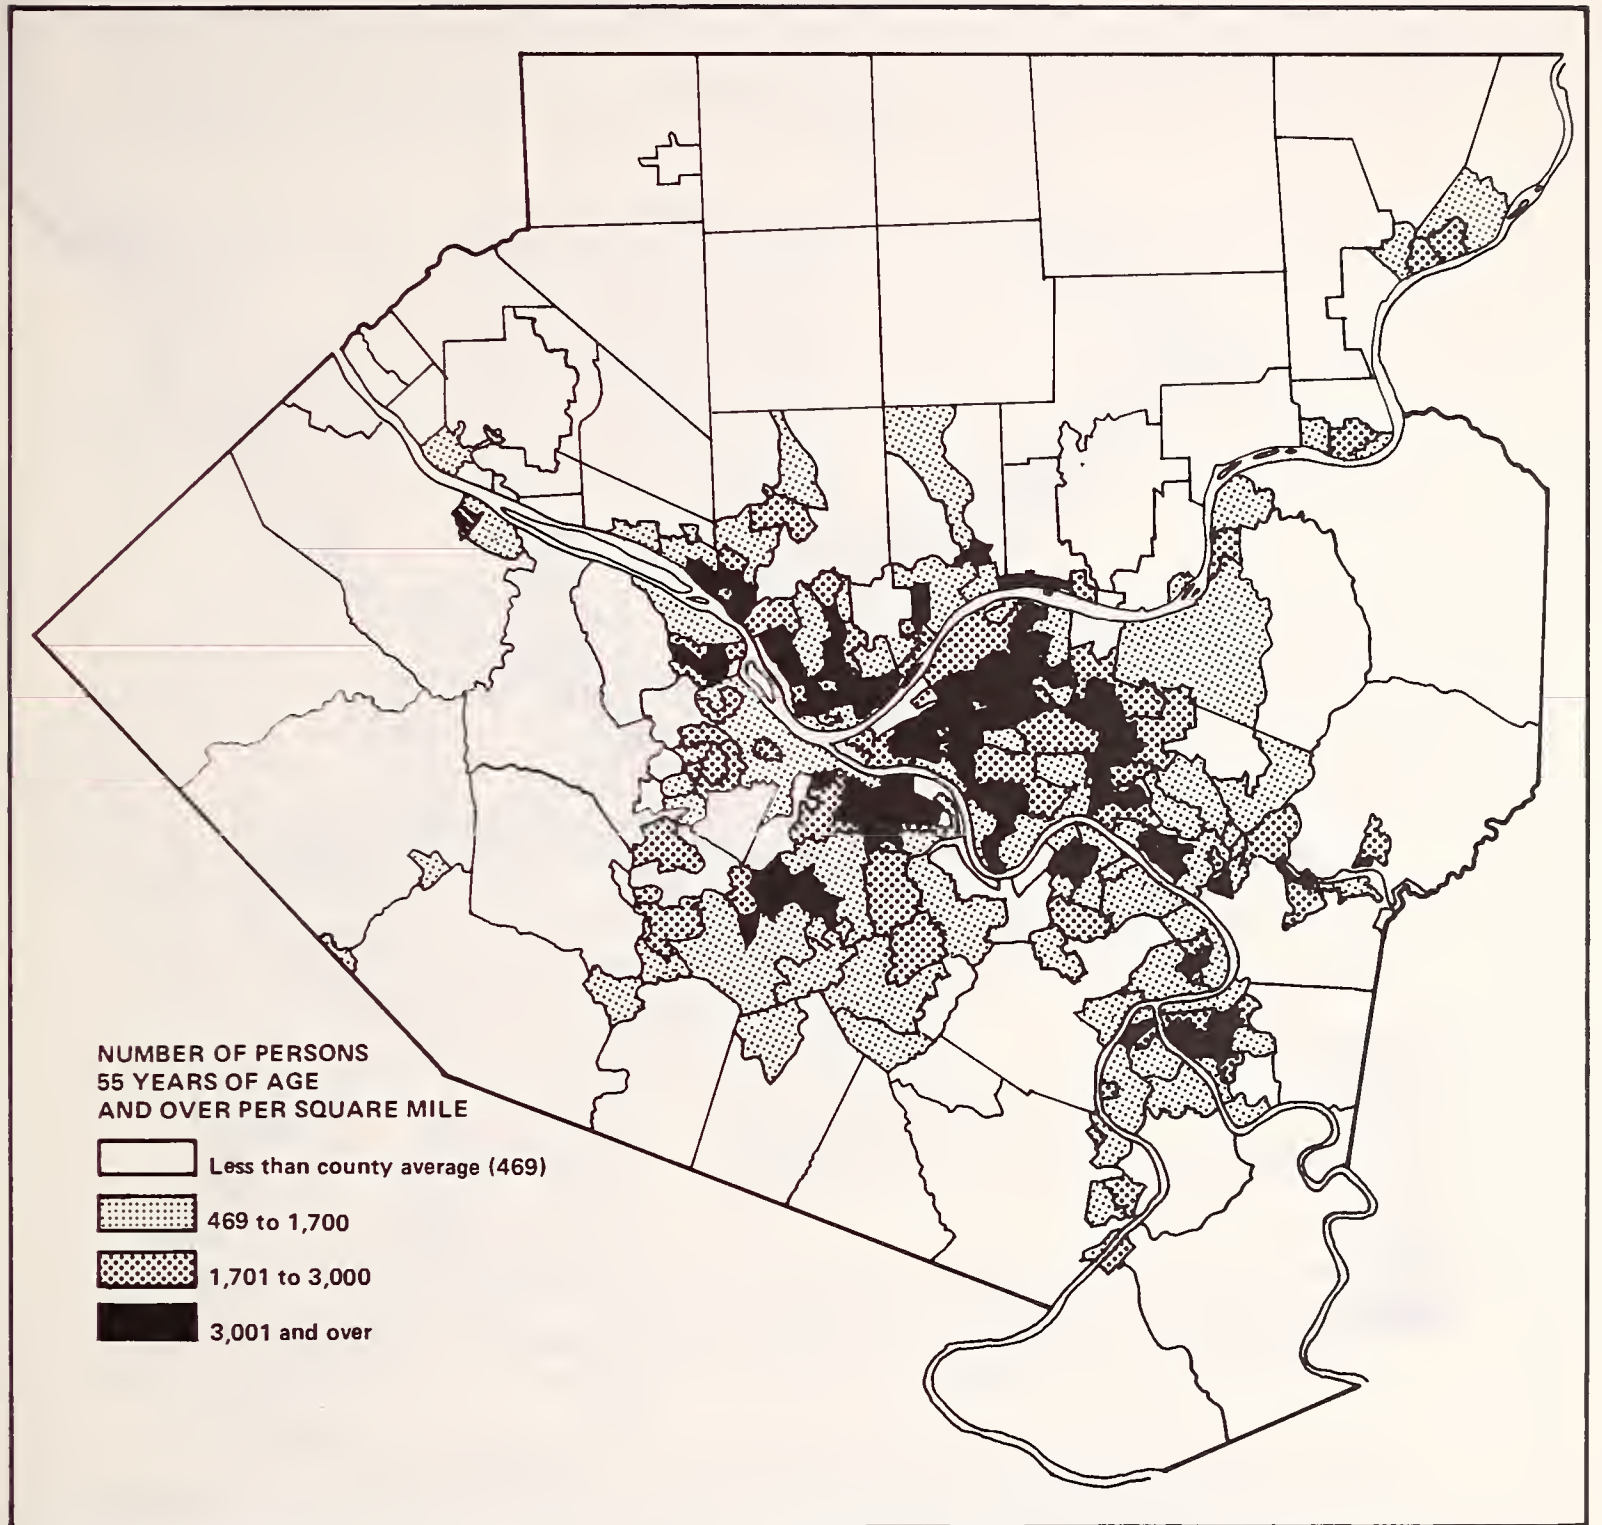 NUMBER OF PERSONS
55 YEARS OF AGE
AND OVER PER SQUARE MILE
Less than county average (469)
469 to 1,700
1,701 to 3,000
3,001 and over